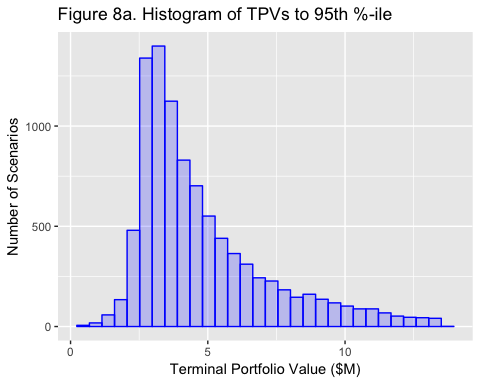 Figure 8a. Histogram of TPVs to 95th %-ile
Number of Scenarios
1000
500
0
0 5 10
Terminal Portfolio Value ($M)